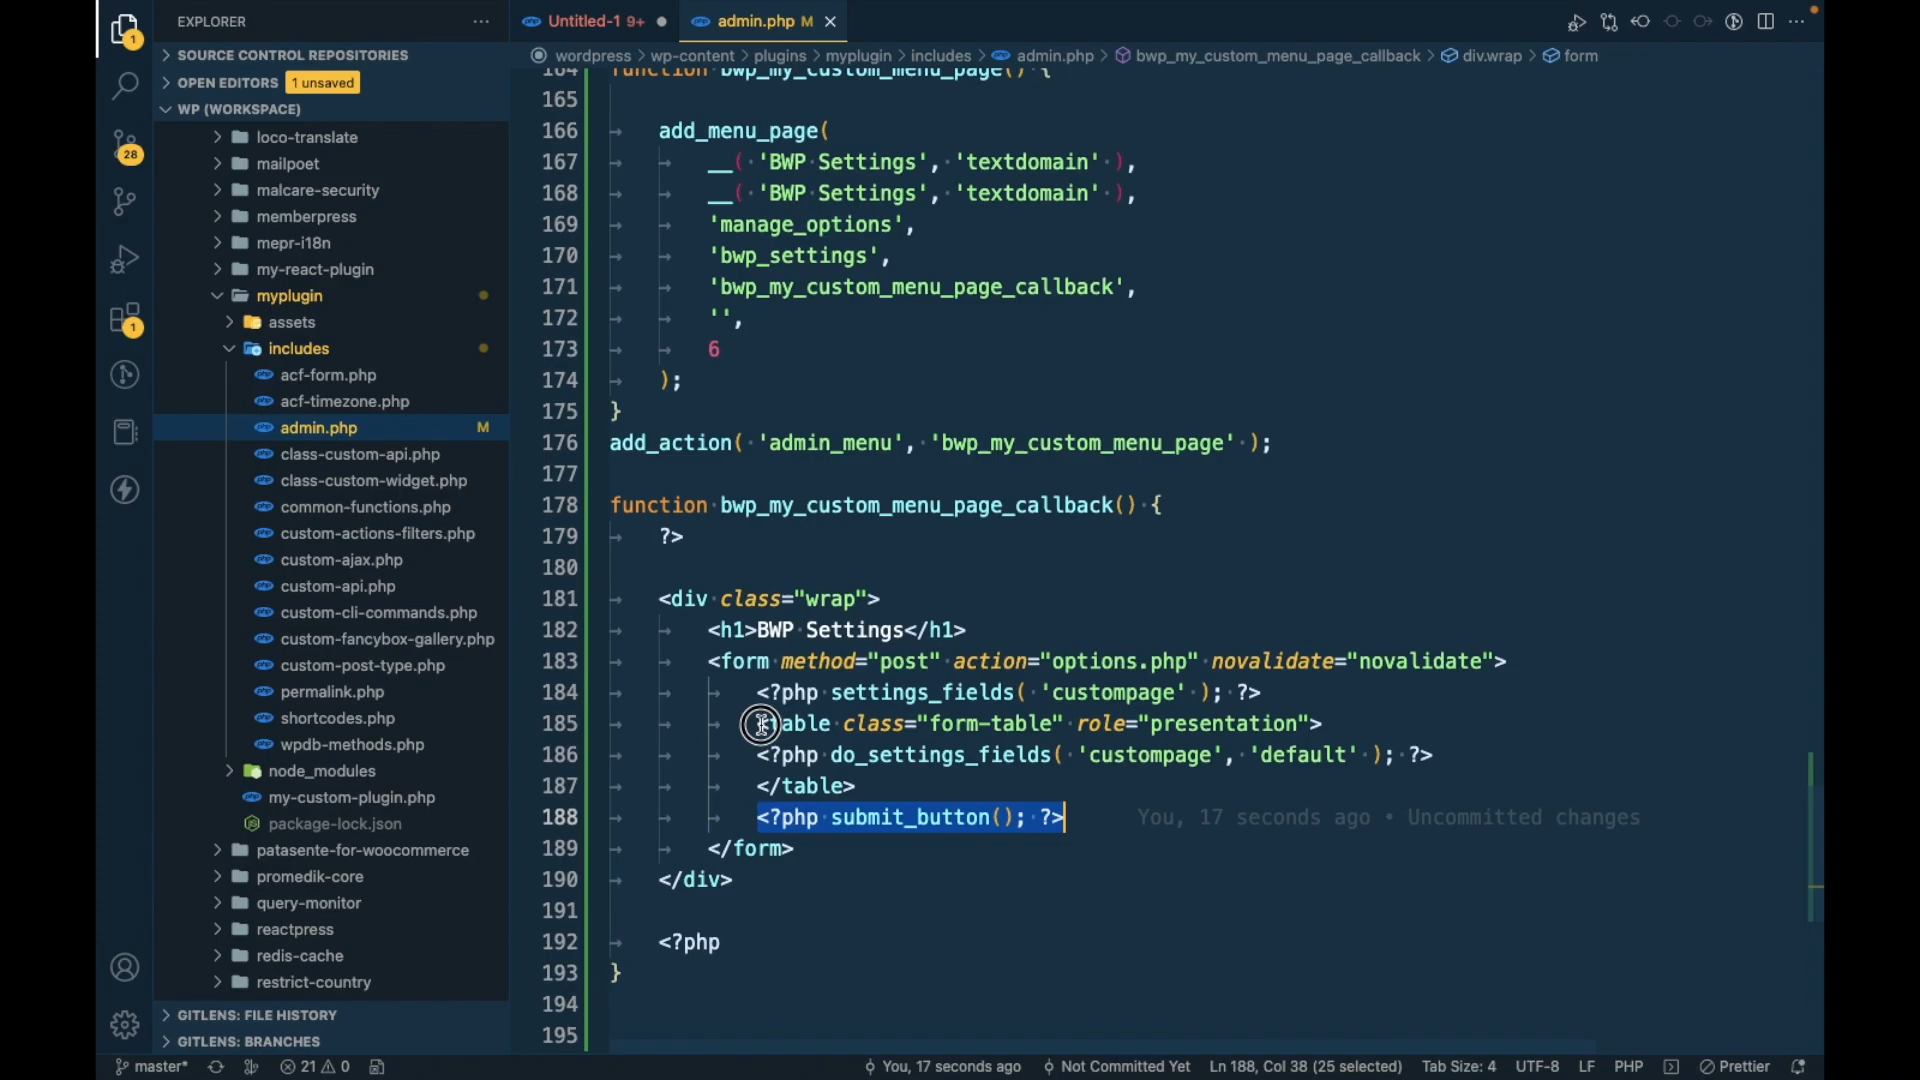 EXPLORER
Untitled-1 9+
admin.php M
SOURCE CONTROL REPOSITORIES
wordpress > wp-content > plugins > myplugin > includes > admin.php > bwp_my_custom_menu_page_callback > div.wrap > form
OPEN EDITORS 1 unsaved
WP (WORKSPACE)
loco-translate
mailpoet
malcare-security
memberpress
mepr-i18n
my-react-plugin
myplugin
assets
includes
acf-form.php
acf-timezone.php
admin.php M
class-custom-api.php
class-custom-widget.php
common-functions.php
custom-actions-filters.php
custom-ajax.php
custom-api.php
custom-cli-commands.php
custom-fancybox-gallery.php
custom-post-type.php
permalink.php
shortcodes.php
wpdb-methods.php
node_modules
my-custom-plugin.php
package-lock.json
patasente-for-woocommerce
promedik-core
query-monitor
reactpress
redis-cache
restrict-country
GITLENS: FILE HISTORY
GITLENS: BRANCHES
1
28
1
164 function bwp_my_custom_menu_page() {
165
166 add_menu_page(
167 __( 'BWP Settings', 'textdomain' ),
168 __( 'BWP Settings', 'textdomain' ),
169 'manage_options',
170 'bwp_settings',
171 'bwp_my_custom_menu_page_callback',
172 '',
173 6
174 );
175 }
176 add_action( 'admin_menu', 'bwp_my_custom_menu_page' );
177
178 function bwp_my_custom_menu_page_callback() {
179 ?>
180
181 <div class="wrap">
182 <h1>BWP Settings</h1>
183 <form method="post" action="options.php" novalidate="novalidate">
184 <?php settings_fields( 'custompage' ); ?>
185 <table class="form-table" role="presentation">
186 <?php do_settings_fields( 'custompage', 'default' ); ?>
187 </table>
188 <?php submit_button(); ?> You, 17 seconds ago • Uncommitted changes
189 </form>
190 </div>
191
192 <?php
193 }
194
195
master* 21 0 You, 17 seconds ago Not Committed Yet Ln 188, Col 38 (25 selected) Tab Size: 4 UTF-8 LF PHP Prettier